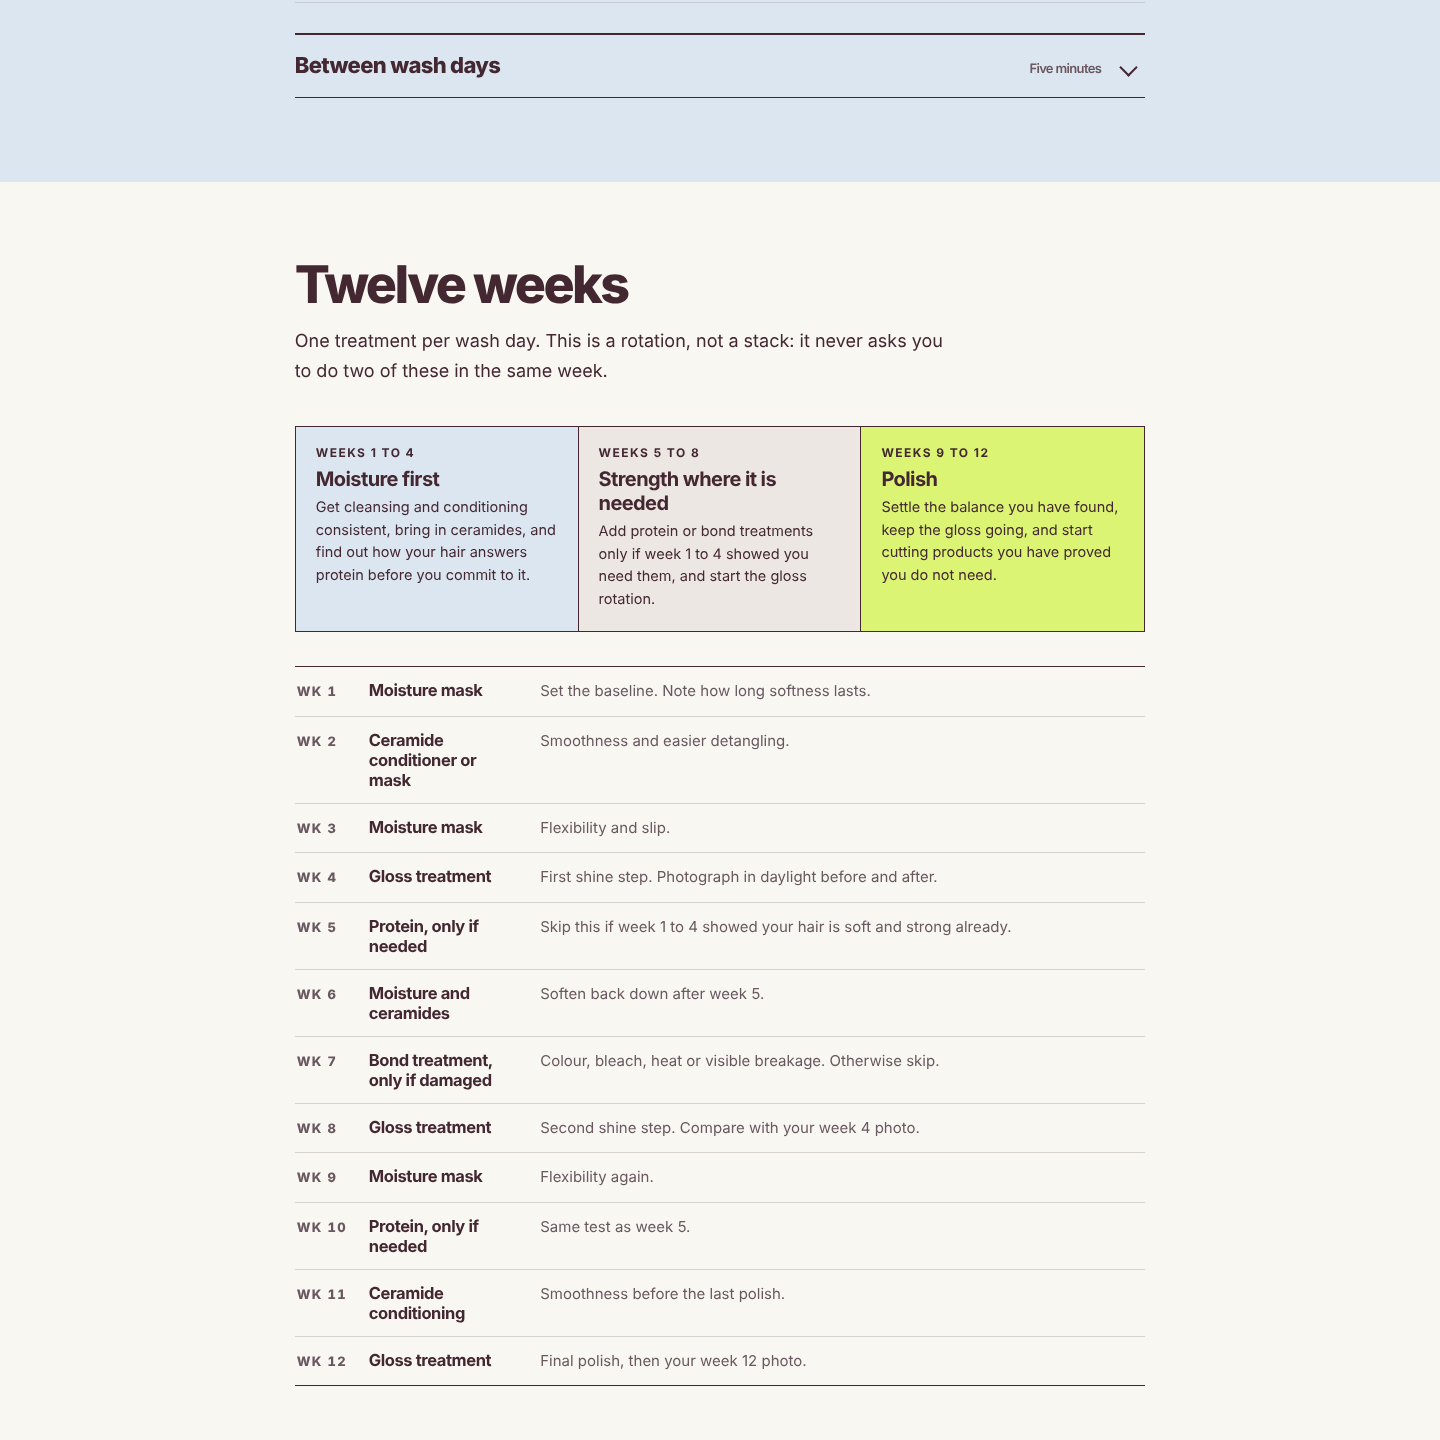 Between wash days
Five minutes
Twelve weeks
One treatment per wash day. This is a rotation, not a stack: it never asks you
to do two of these in the same week.
WEEKS 1 TO 4
Moisture first
Get cleansing and conditioning
consistent, bring in ceramides, and
find out how your hair answers
protein before you commit to it.
WEEKS 5 TO 8
Strength where it is
needed
Add protein or bond treatments
only if week 1 to 4 showed you
need them, and start the gloss
rotation.
WEEKS 9 TO 12
Polish
Settle the balance you have found,
keep the gloss going, and start
cutting products you have proved
you do not need.
WK 1 Moisture mask Set the baseline. Note how long softness lasts.
WK 2 Ceramide Smoothness and easier detangling.
conditioner or
mask
WK 3 Moisture mask Flexibility and slip.
WK 4 Gloss treatment First shine step. Photograph in daylight before and after.
WK 5 Protein, only if Skip this if week 1 to 4 showed your hair is soft and strong already.
needed
WK 6 Moisture and Soften back down after week 5.
ceramides
WK 7 Bond treatment, Colour, bleach, heat or visible breakage. Otherwise skip.
only if damaged
WK 8 Gloss treatment Second shine step. Compare with your week 4 photo.
WK 9 Moisture mask Flexibility again.
WK 10 Protein, only if Same test as week 5.
needed
WK 11 Ceramide Smoothness before the last polish.
conditioning
WK 12 Gloss treatment Final polish, then your week 12 photo.